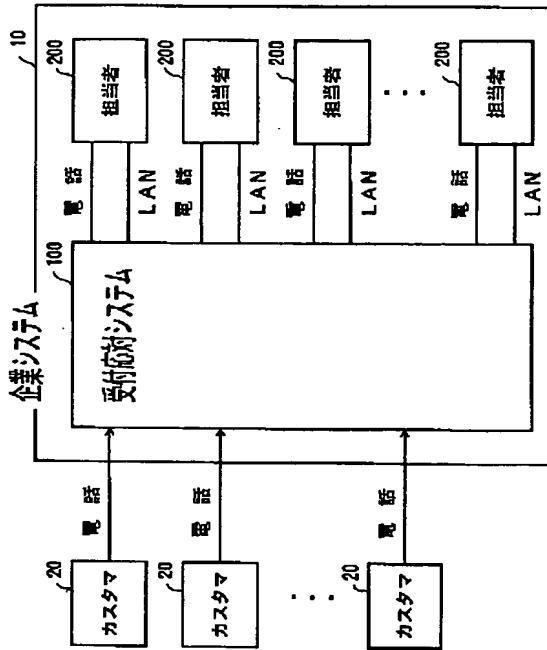 企業システム
10
受付応対システム
100
担当者
200
担当者
200
担当者
200
・・・
担当者
200
電話
LAN
電話
LAN
電話
LAN
電話
LAN
電話
電話
電話
カスタマ
20
カスタマ
20
・・・
カスタマ
20